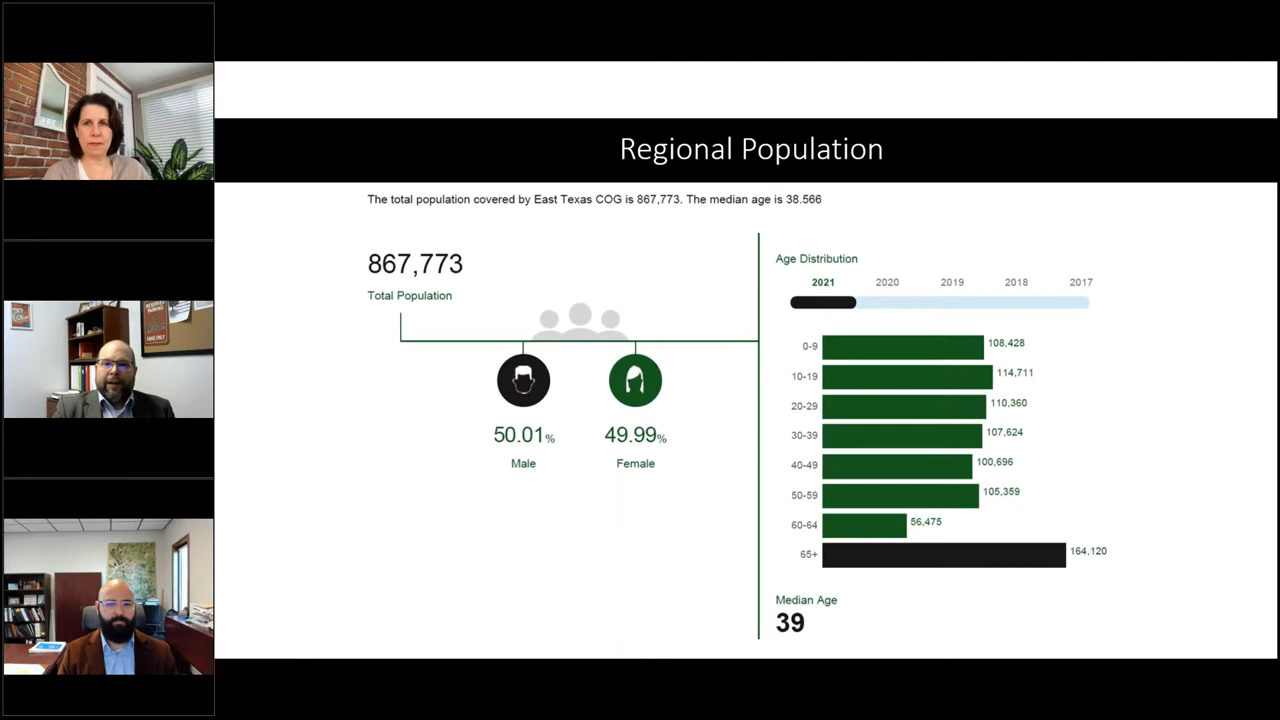 Regional Population
The total population covered by East Texas COG is 867,773. The median age is 38.566
867,773
Total Population
50.01%
Male
49.99%
Female
Age Distribution
2021 2020 2019 2018 2017
0-9 108,428
10-19 114,711
20-29 110,360
30-39 107,624
40-49 100,696
50-59 105,359
60-64 56,475
65+ 164,120
Median Age
39